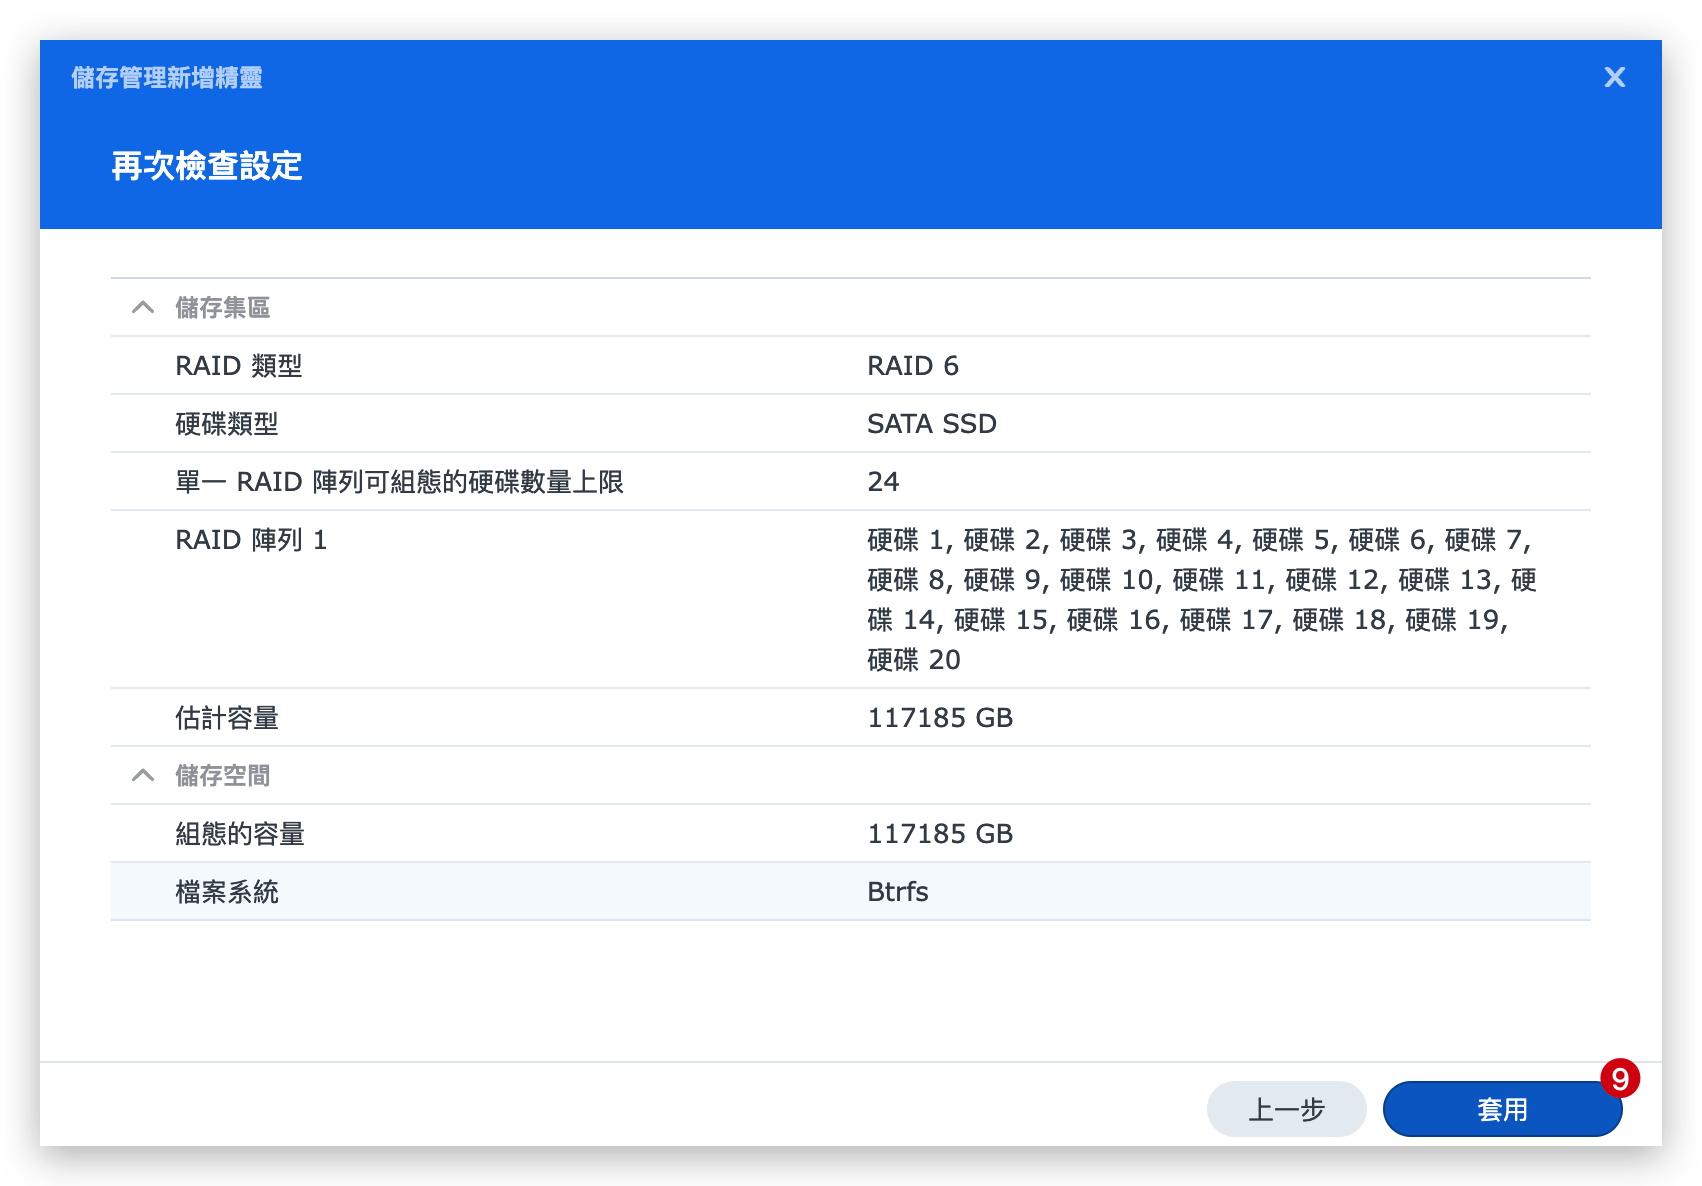 儲存管理新增精靈
再次檢查設定
儲存集區
RAID 類型 RAID 6
硬碟類型 SATA SSD
單一 RAID 陣列可組態的硬碟數量上限 24
RAID 陣列 1 硬碟 1, 硬碟 2, 硬碟 3, 硬碟 4, 硬碟 5, 硬碟 6, 硬碟 7,
硬碟 8, 硬碟 9, 硬碟 10, 硬碟 11, 硬碟 12, 硬碟 13, 硬
碟 14, 硬碟 15, 硬碟 16, 硬碟 17, 硬碟 18, 硬碟 19,
硬碟 20
估計容量 117185 GB
儲存空間
組態的容量 117185 GB
檔案系統 Btrfs
9
上一步 套用